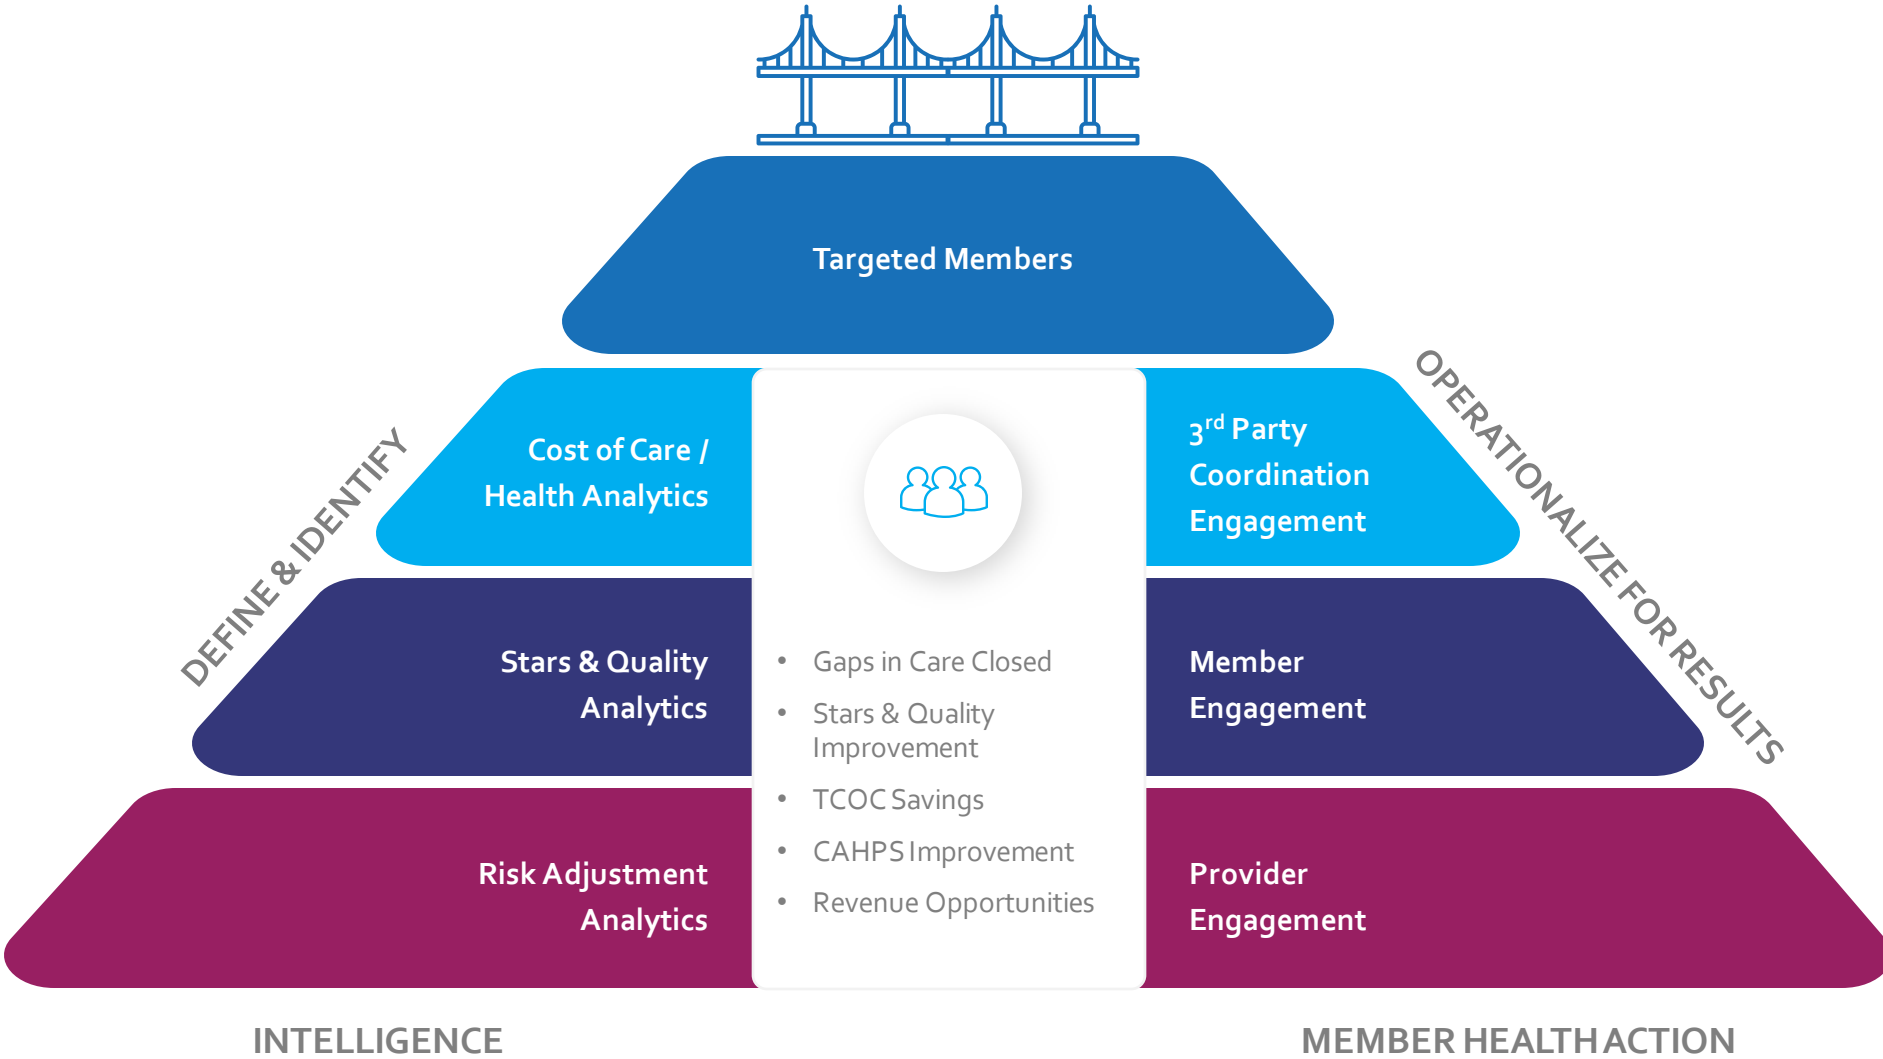 Targeted Members
DEFINE & IDENTIFY
Cost of Care /
Health Analytics
Stars & Quality
Analytics
Risk Adjustment
Analytics
• Gaps in Care Closed
• Stars & Quality
Improvement
• TCOC Savings
• CAHPS Improvement
• Revenue Opportunities
3rd Party
Coordination
Engagement
Member
Engagement
Provider
Engagement
OPERATIONALIZE FOR RESULTS
INTELLIGENCE
MEMBER HEALTH ACTION